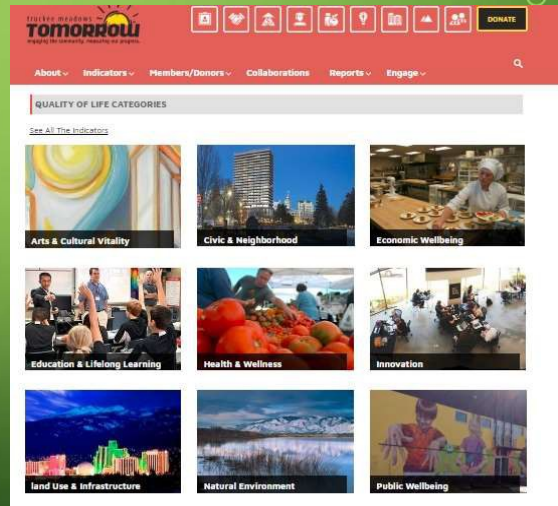 truckee meadows
TOMORROW
engaging the community, measuring our progress.
DONATE
About Indicators Members/Donors Collaborations Reports Engage
QUALITY OF LIFE CATEGORIES
See All The Indicators
Arts & Cultural Vitality
Civic & Neighborhood
Economic Wellbeing
Education & Lifelong Learning
Health & Wellness
Innovation
land Use & Infrastructure
Natural Environment
Public Wellbeing